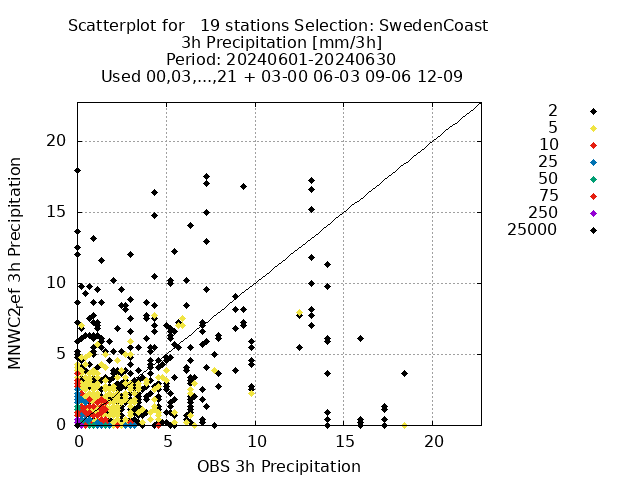 Scatterplot for 19 stations Selection: SwedenCoast
3h Precipitation [mm/3h]
Period: 20240601-20240630
Used 00,03,...,21 + 03-00 06-03 09-06 12-09
2
5
10
25
50
75
250
25000
20
15
10
5
0
MNWC2ref 3h Precipitation
0 5 10 15 20
OBS 3h Precipitation